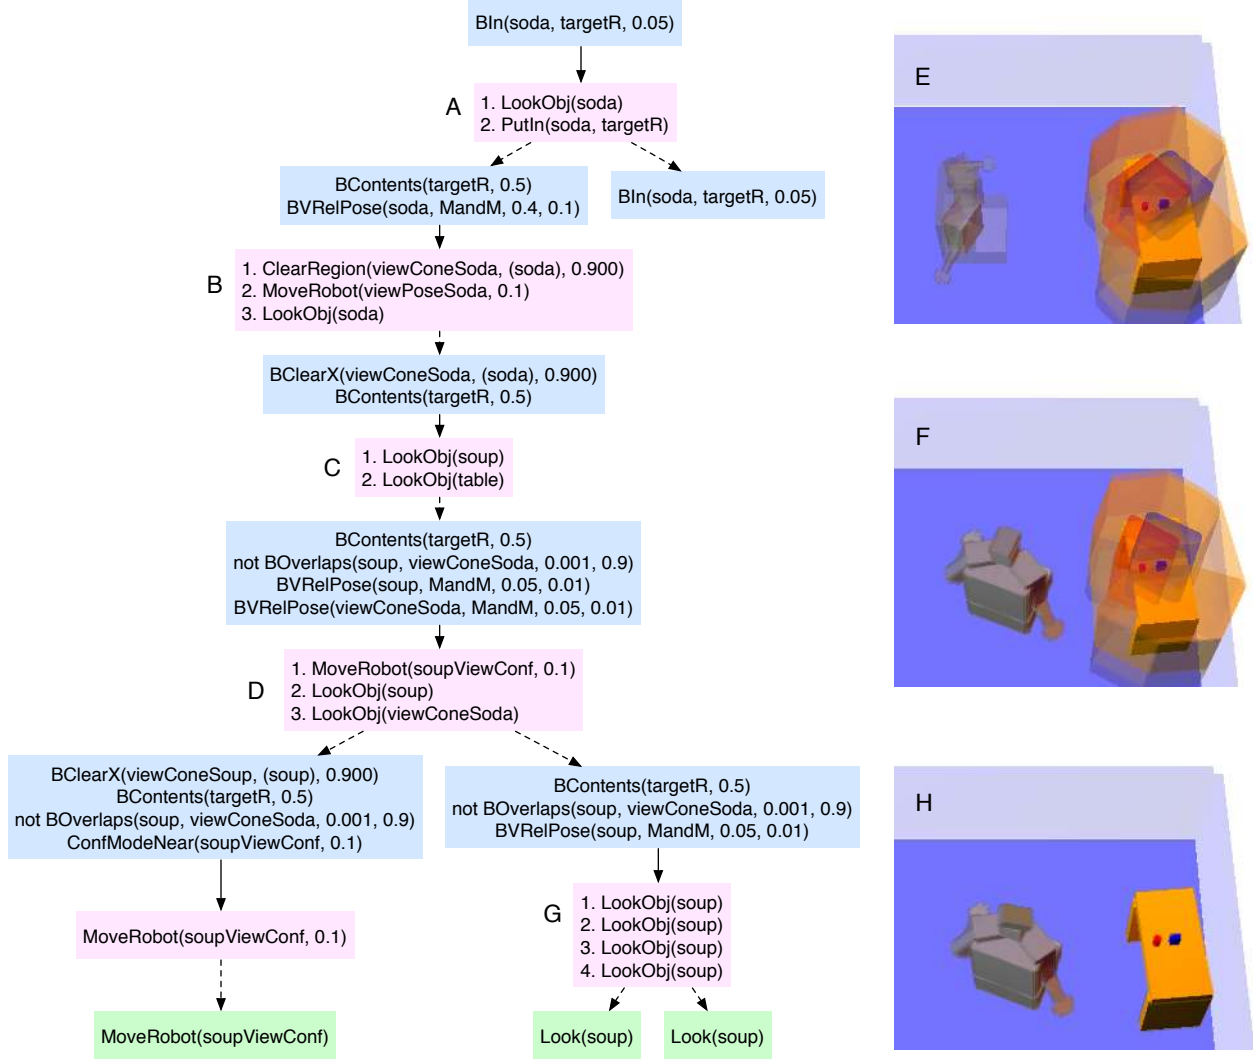 BIn(soda, targetR, 0.05)
A
1. LookObj(soda)
2. PutIn(soda, targetR)
BContents(targetR, 0.5)
BVRelPose(soda, MandM, 0.4, 0.1)
BIn(soda, targetR, 0.05)
B
1. ClearRegion(viewConeSoda, (soda), 0.900)
2. MoveRobot(viewPoseSoda, 0.1)
3. LookObj(soda)
BClearX(viewConeSoda, (soda), 0.900)
BContents(targetR, 0.5)
C
1. LookObj(soup)
2. LookObj(table)
BContents(targetR, 0.5)
not BOverlaps(soup, viewConeSoda, 0.001, 0.9)
BVRelPose(soup, MandM, 0.05, 0.01)
BVRelPose(viewConeSoda, MandM, 0.05, 0.01)
D
1. MoveRobot(soupViewConf, 0.1)
2. LookObj(soup)
3. LookObj(viewConeSoda)
BClearX(viewConeSoup, (soup), 0.900)
BContents(targetR, 0.5)
not BOverlaps(soup, viewConeSoda, 0.001, 0.9)
ConfModeNear(soupViewConf, 0.1)
BContents(targetR, 0.5)
not BOverlaps(soup, viewConeSoda, 0.001, 0.9)
BVRelPose(soup, MandM, 0.05, 0.01)
MoveRobot(soupViewConf, 0.1)
G
1. LookObj(soup)
2. LookObj(soup)
3. LookObj(soup)
4. LookObj(soup)
MoveRobot(soupViewConf)
Look(soup)
Look(soup)
E
F
H